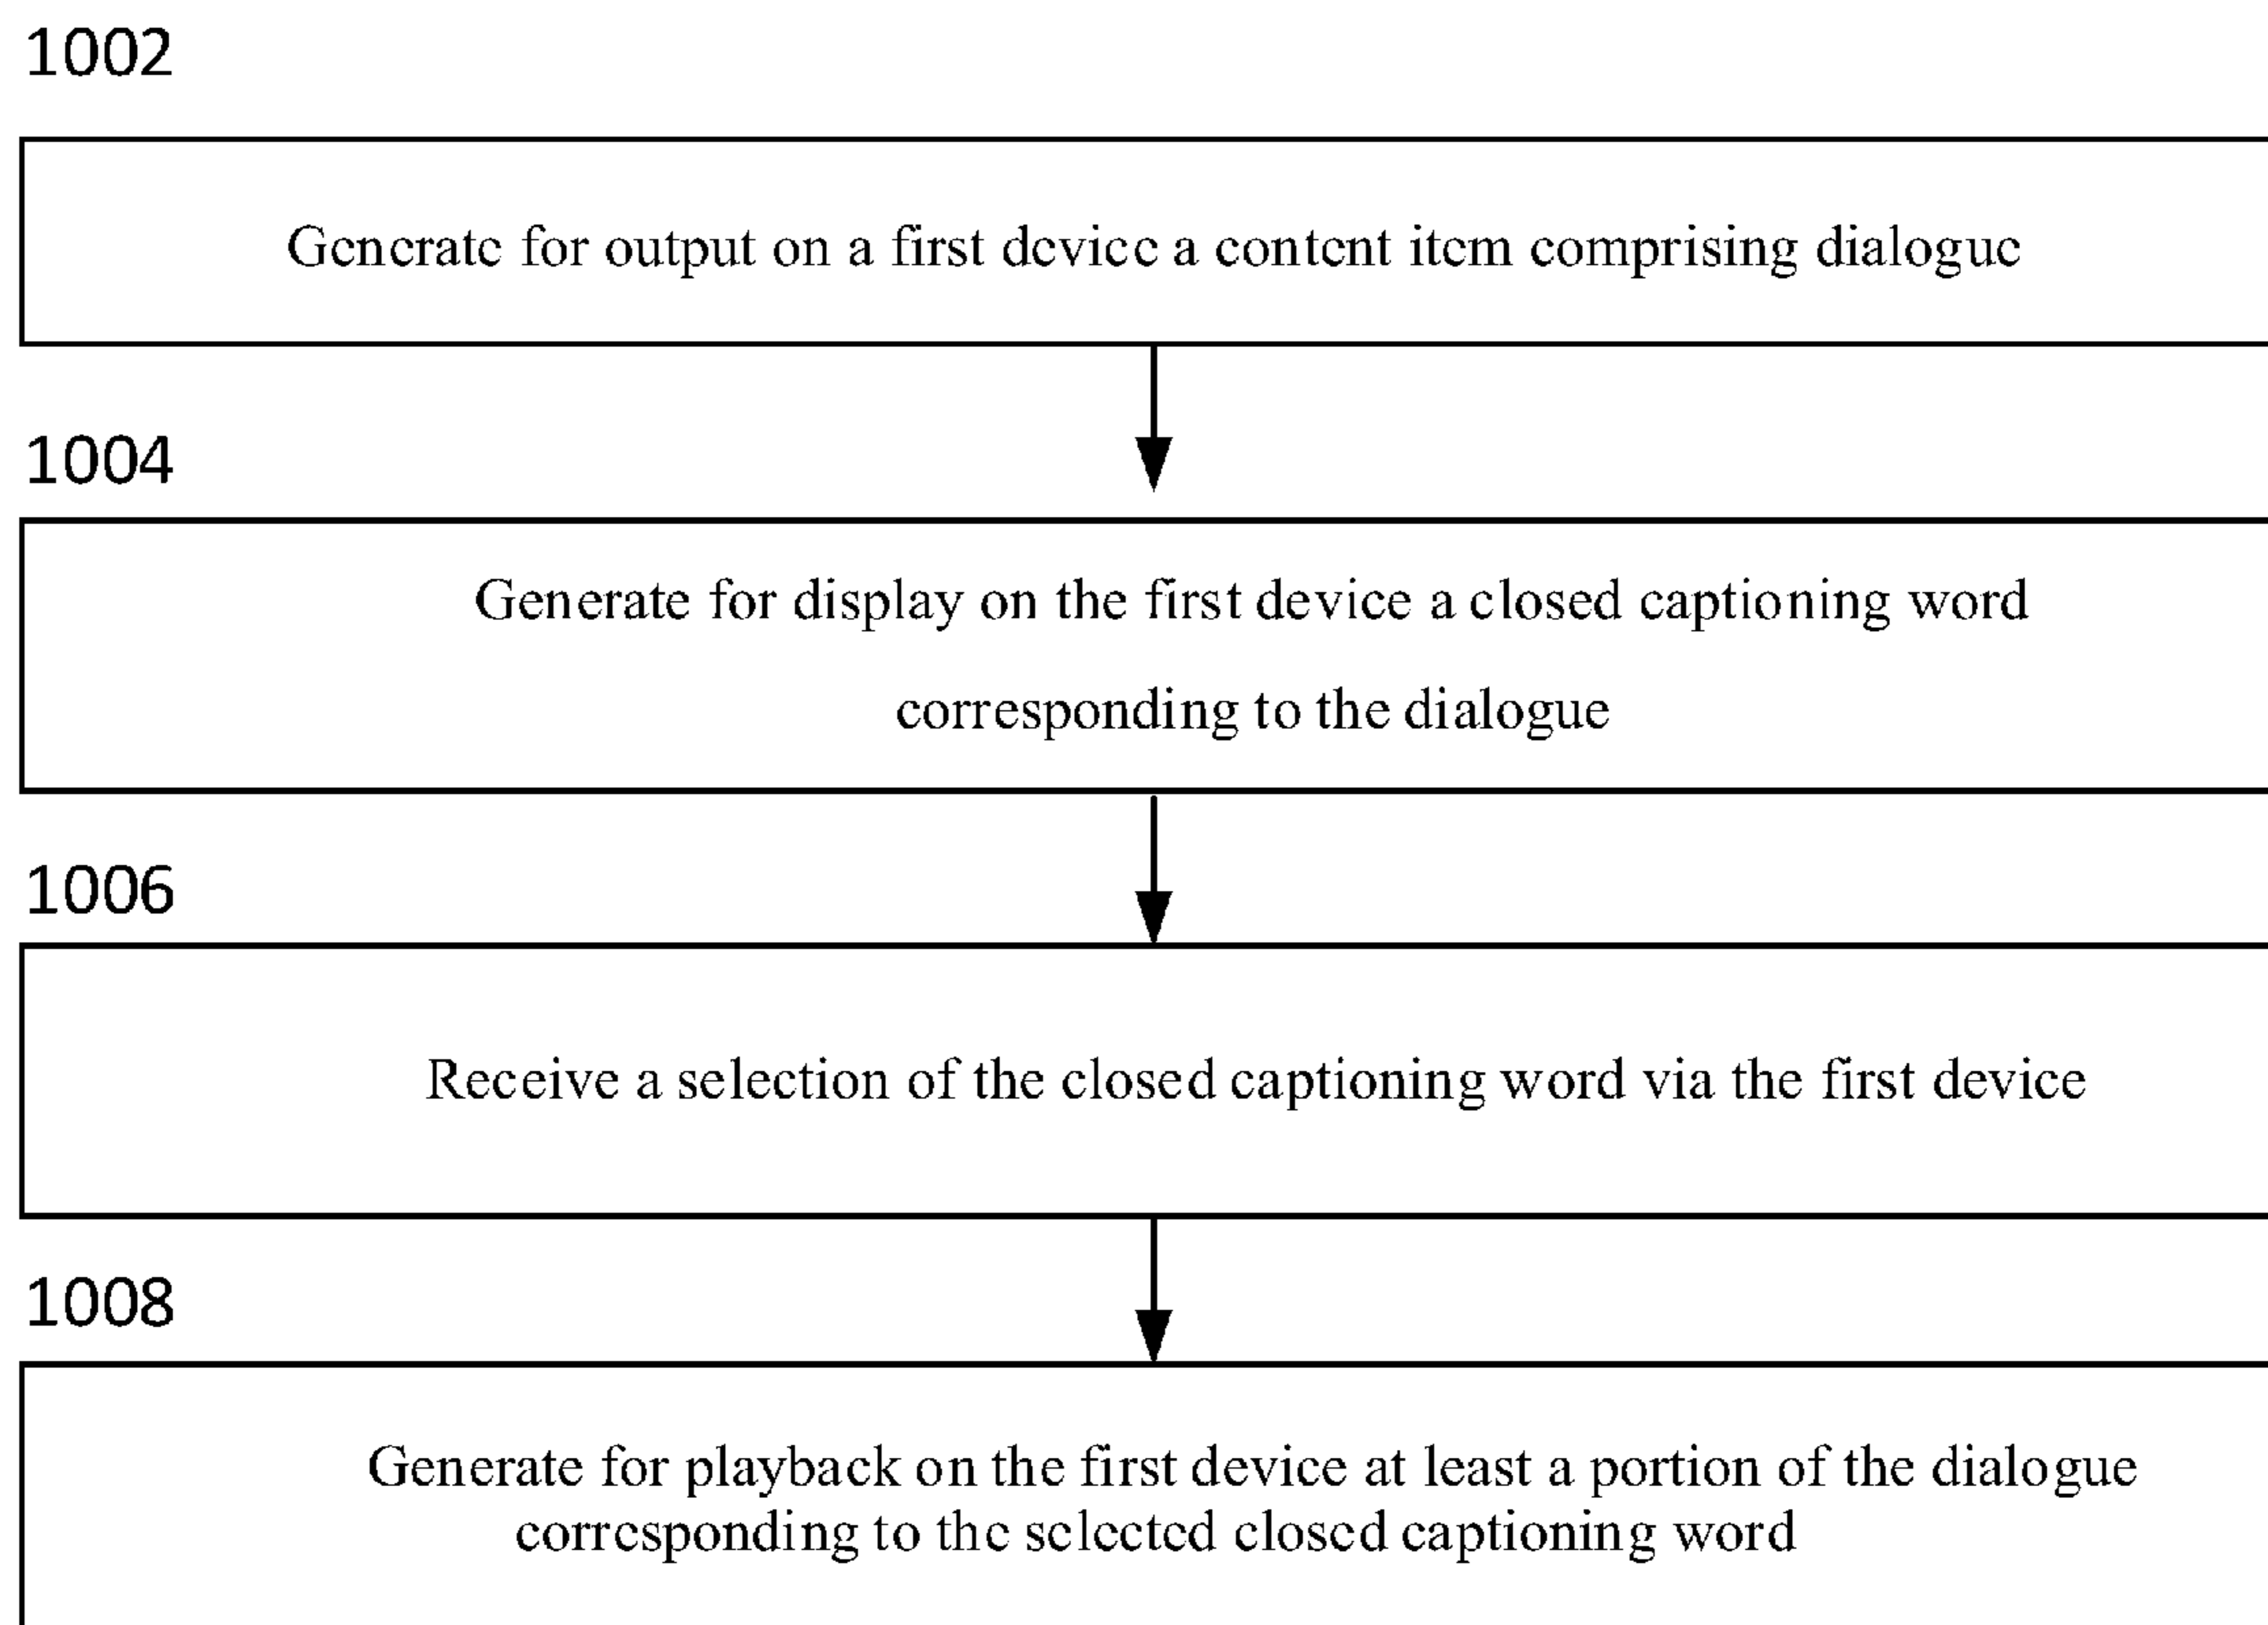 1002
Generate for output on a first device a content item comprising dialogue
1004
Generate for display on the first device a closed captioning word
corresponding to the dialogue
1006
Receive a selection of the closed captioning word via the first device
1008
Generate for playback on the first device at least a portion of the dialogue
corresponding to the selected closed captioning word